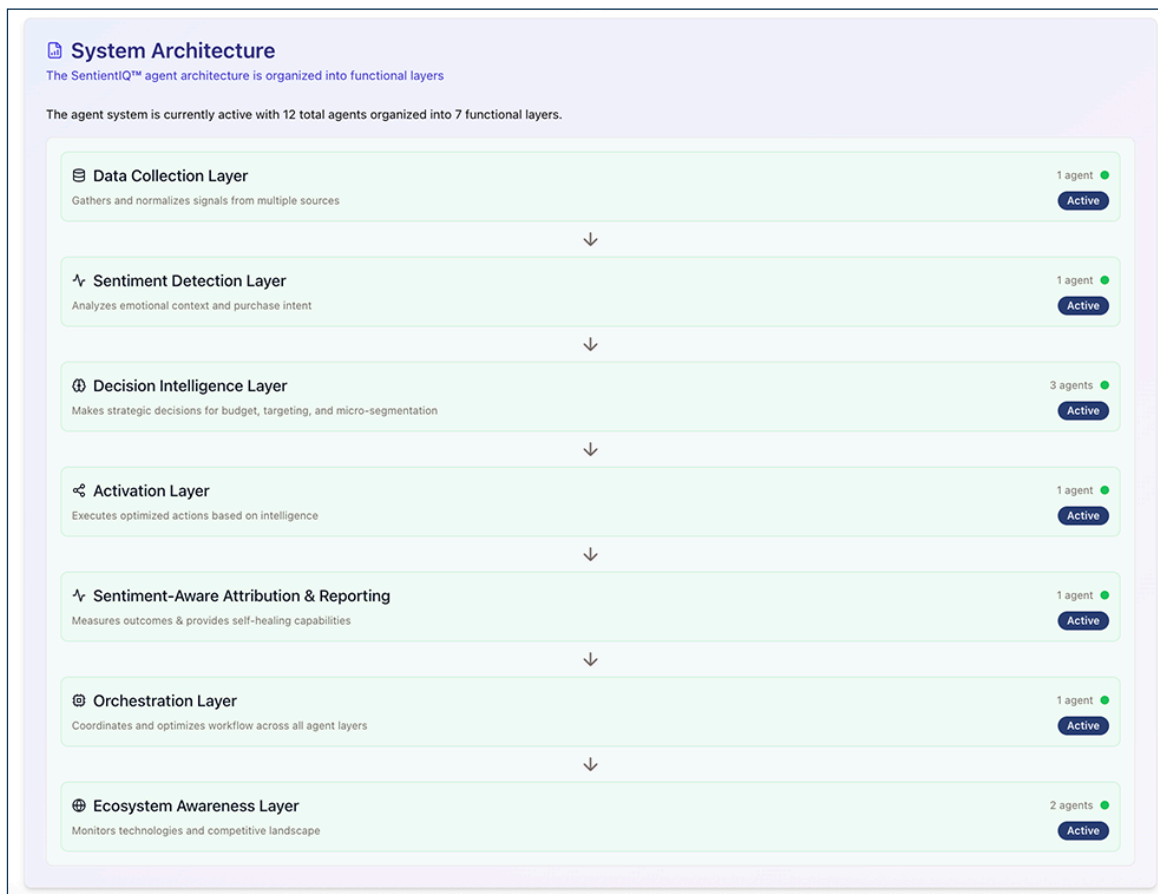 System Architecture
The SentientIQ™ agent architecture is organized into functional layers
The agent system is currently active with 12 total agents organized into 7 functional layers.
Data Collection Layer
1 agent
Gathers and normalizes signals from multiple sources
Active
Sentiment Detection Layer
1 agent
Analyzes emotional context and purchase intent
Active
Decision Intelligence Layer
3 agents
Makes strategic decisions for budget, targeting, and micro-segmentation
Active
Activation Layer
1 agent
Executes optimized actions based on intelligence
Active
Sentiment-Aware Attribution & Reporting
1 agent
Measures outcomes & provides self-healing capabilities
Active
Orchestration Layer
1 agent
Coordinates and optimizes workflow across all agent layers
Active
Ecosystem Awareness Layer
2 agents
Monitors technologies and competitive landscape
Active